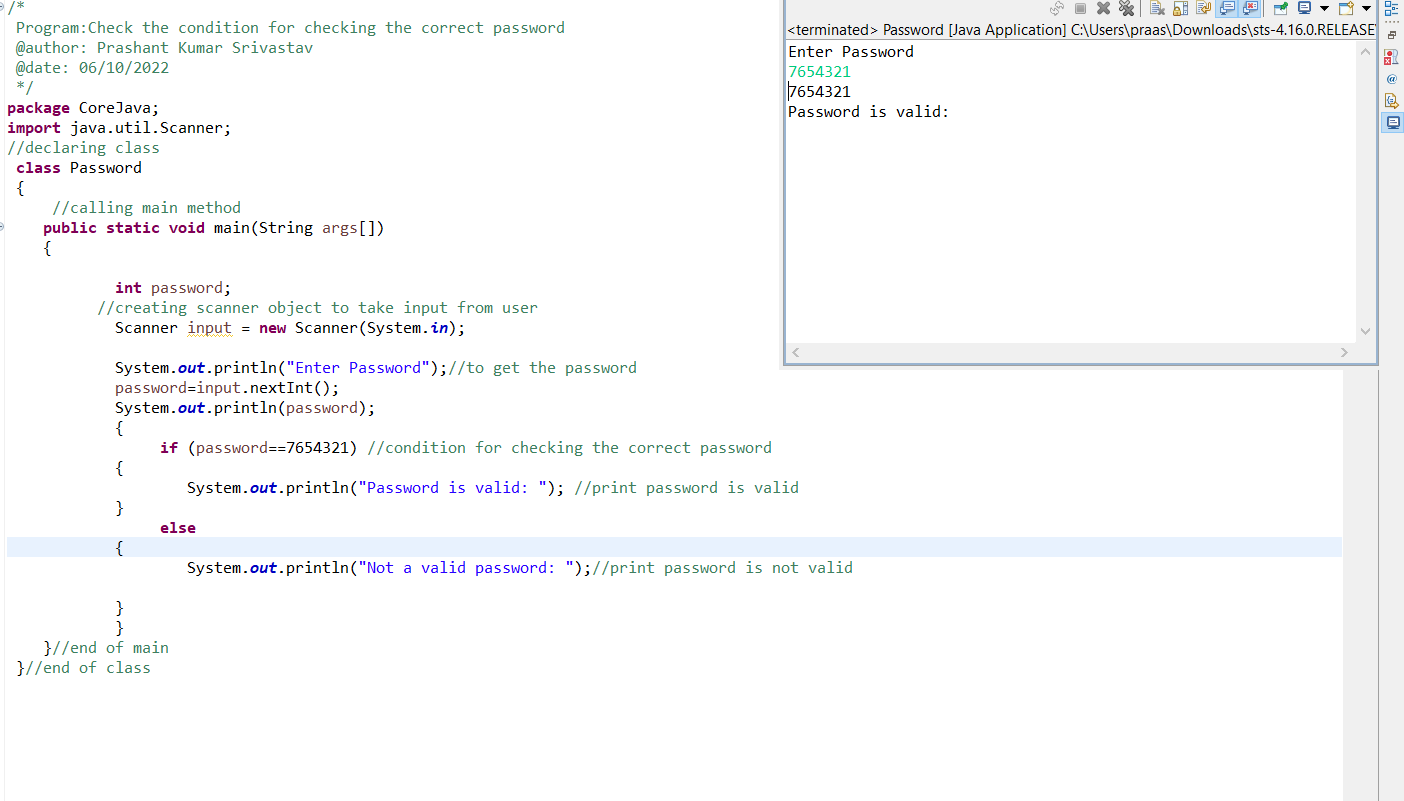 /*
Program:Check the condition for checking the correct password
@author: Prashant Kumar Srivastav
@date: 06/10/2022
*/
package CoreJava;
import java.util.Scanner;
//declaring class
class Password
{
//calling main method
public static void main(String args[])
{
int password;
//creating scanner object to take input from user
Scanner input = new Scanner(System.in);
System.out.println("Enter Password");//to get the password
password=input.nextInt();
System.out.println(password);
{
if (password==7654321) //condition for checking the correct password
{
System.out.println("Password is valid: "); //print password is valid
}
else
{
System.out.println("Not a valid password: ");//print password is not valid
}
}
}//end of main
}//end of class
<terminated> Password [Java Application] C:\Users\praas\Downloads\sts-4.16.0.RELEASE\
Enter Password
7654321
7654321
Password is valid: